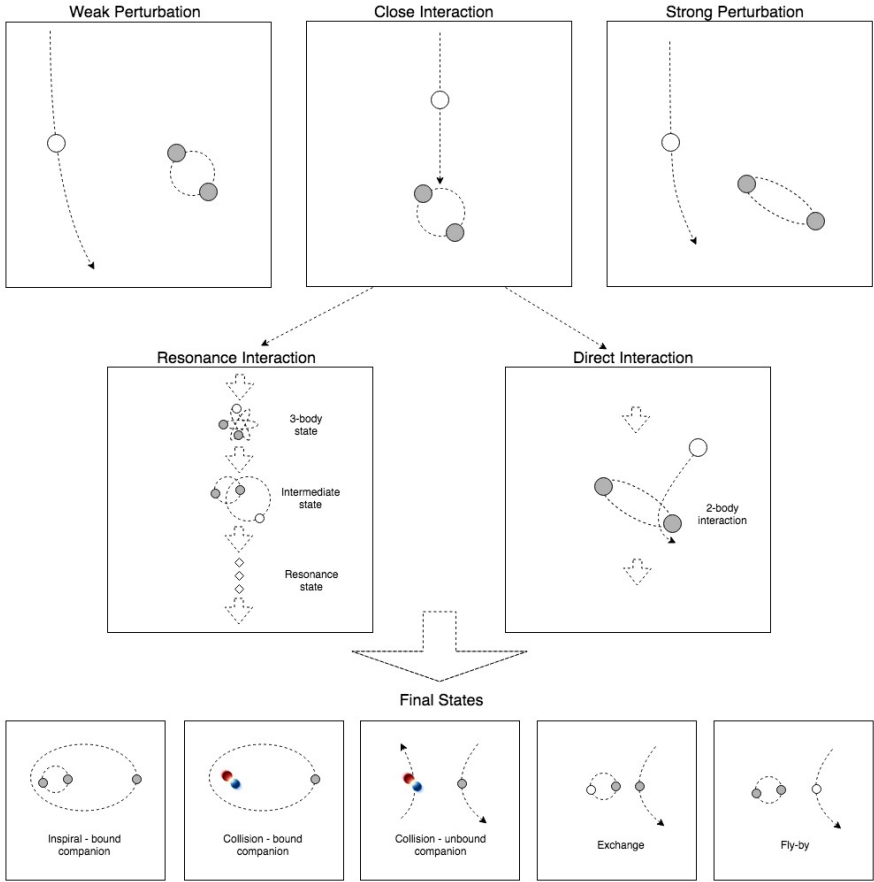 Weak Perturbation
Close Interaction
Strong Perturbation
Resonance Interaction
3-body
state
Intermediate
state
Resonance
state
Direct Interaction
2-body
interaction
Final States
Inspiral - bound
companion
Collision - bound
companion
Collision - unbound
companion
Exchange
Fly-by